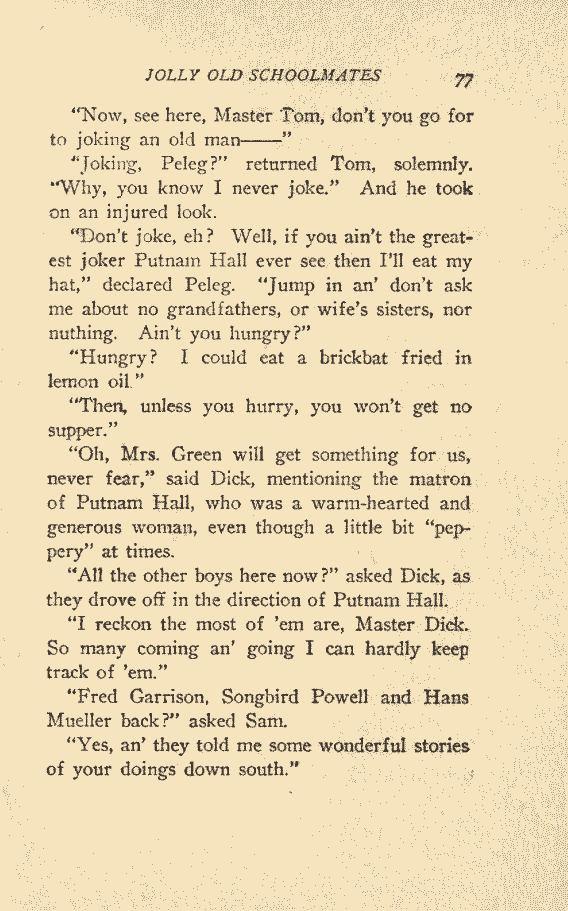 JOLLY OLD SCHOOLMATES 77
"Now, see here, Master Tom, don't you go for
to joking an old man——"
"Joking, Peleg?" returned Tom, solemnly.
"Why, you know I never joke." And he took
on an injured look.
"Don't joke, eh? Well, if you ain't the great-
est joker Putnam Hall ever see then I'll eat my
hat," declared Peleg. "Jump in an' don't ask
me about no grandfathers, or wife's sisters, nor
nuthing. Ain't you hungry?"
"Hungry? I could eat a brickbat fried in
lemon oil."
"Then, unless you hurry, you won't get no
supper."
"Oh, Mrs. Green will get something for us,
never fear," said Dick, mentioning the matron
of Putnam Hall, who was a warm-hearted and
generous woman, even though a little bit "pep-
pery" at times.
"All the other boys here now?" asked Dick, as
they drove off in the direction of Putnam Hall.
"I reckon the most of 'em are, Master Dick.
So many coming an' going I can hardly keep
track of 'em."
"Fred Garrison, Songbird Powell and Hans
Mueller back?" asked Sam.
"Yes, an' they told me some wonderful stories
of your doings down south."